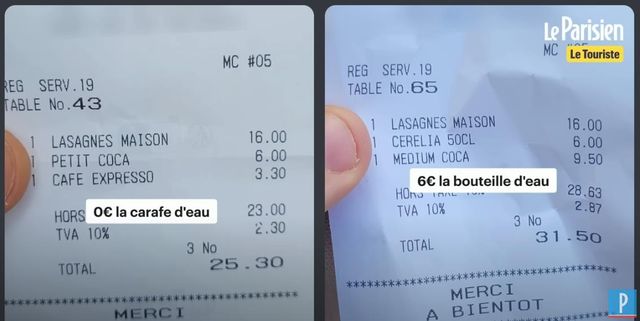 MC #05
REG SERV.19
TABLE No.43
1 LASAGNES MAISON 16.00
1 PETIT COCA 6.00
1 CAFE EXPRESSO 3.30
0€ la carafe d'eau
HORS 23.00
TVA 10% 2.30
3 No
TOTAL 25.30
MERCI
Le Parisien
Le Touriste
MC #05
REG SERV.19
TABLE No.65
1 LASAGNES MAISON 16.00
1 CERELIA 50CL 6.00
1 MEDIUM COCA 9.50
6€ la bouteille d'eau
HORS TAXE 10% 28.63
TVA 10% 2.87
3 No
TOTAL 31.50
MERCI
A BIENTOT
P